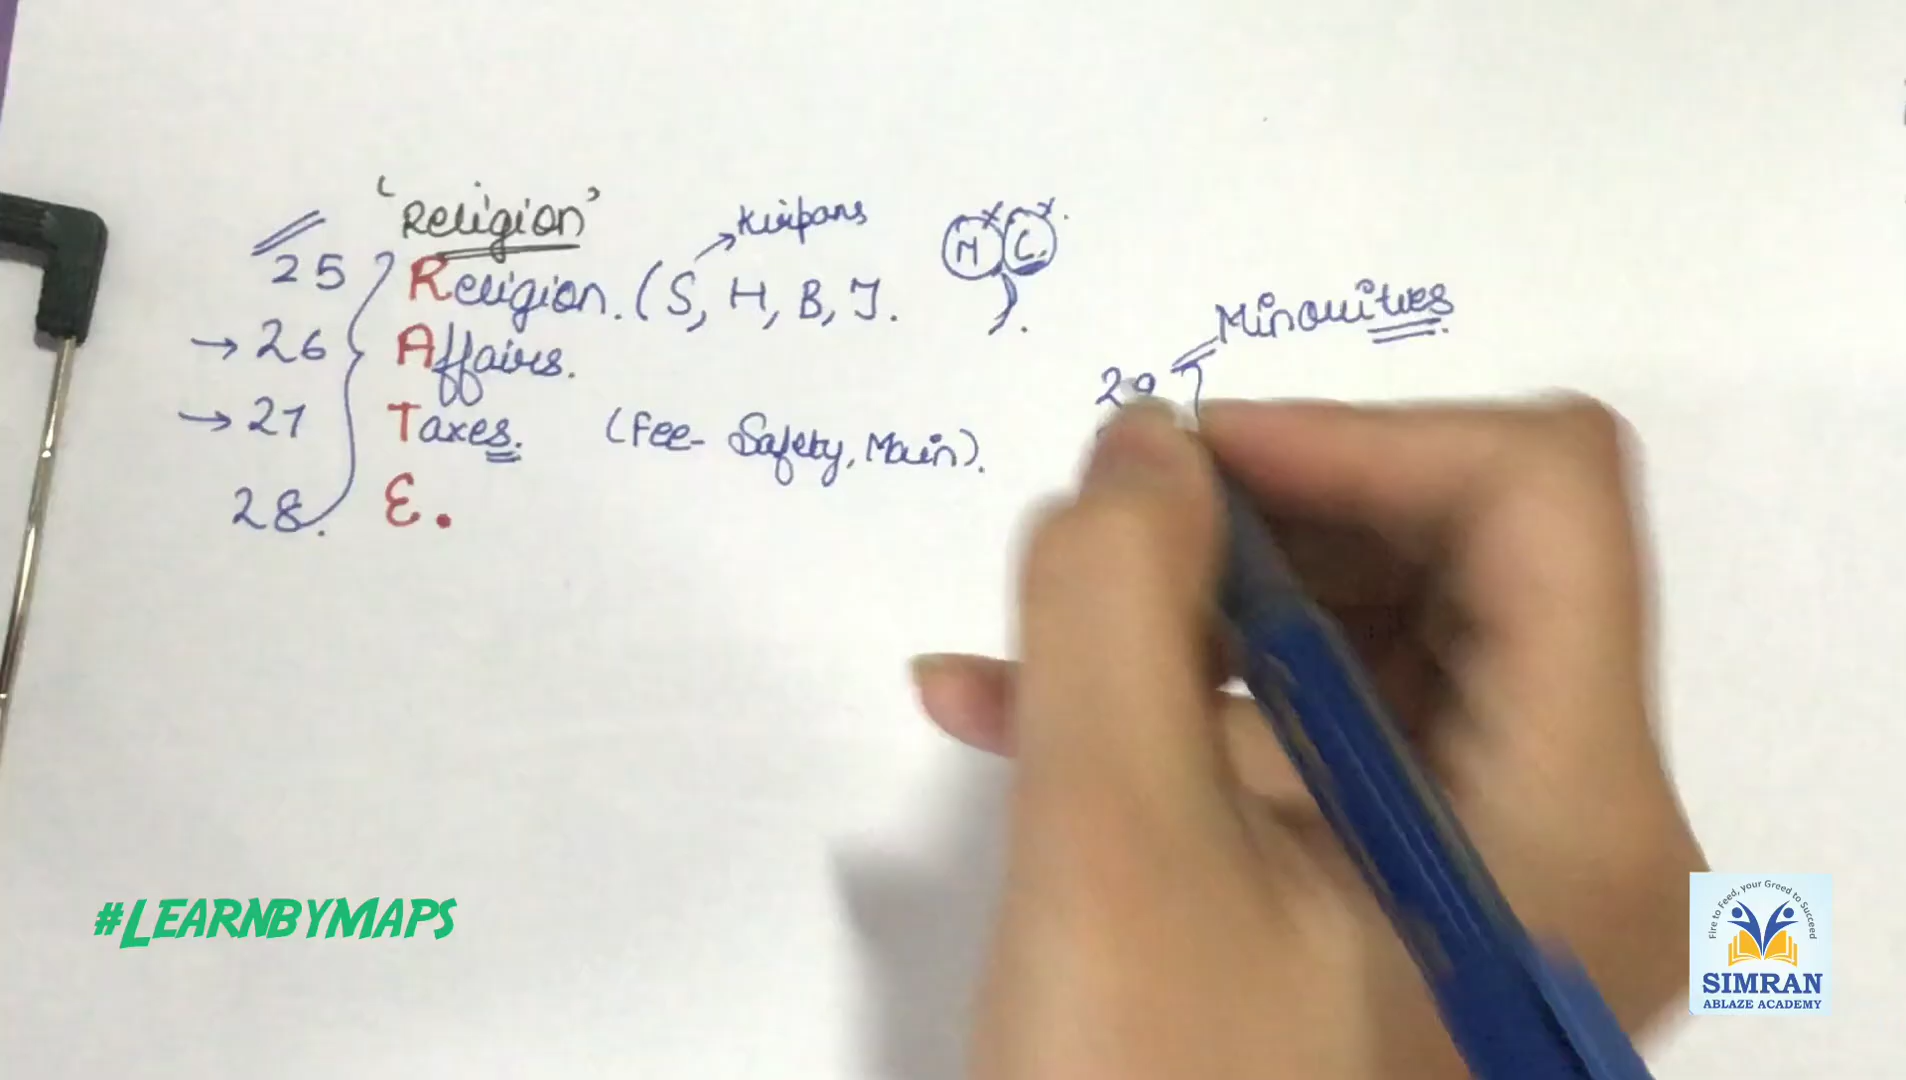 'Religion'
25 Religion. (S, H, B, J.
Kirpans
M C.
→ 26 Affairs.
→ 27 Taxes. (Fee- Safety, Main).
28. E.
Minorities
29
#LEARNBYMAPS
Fire to Feed, your Greed to Succeed
SIMRAN
ABLAZE ACADEMY